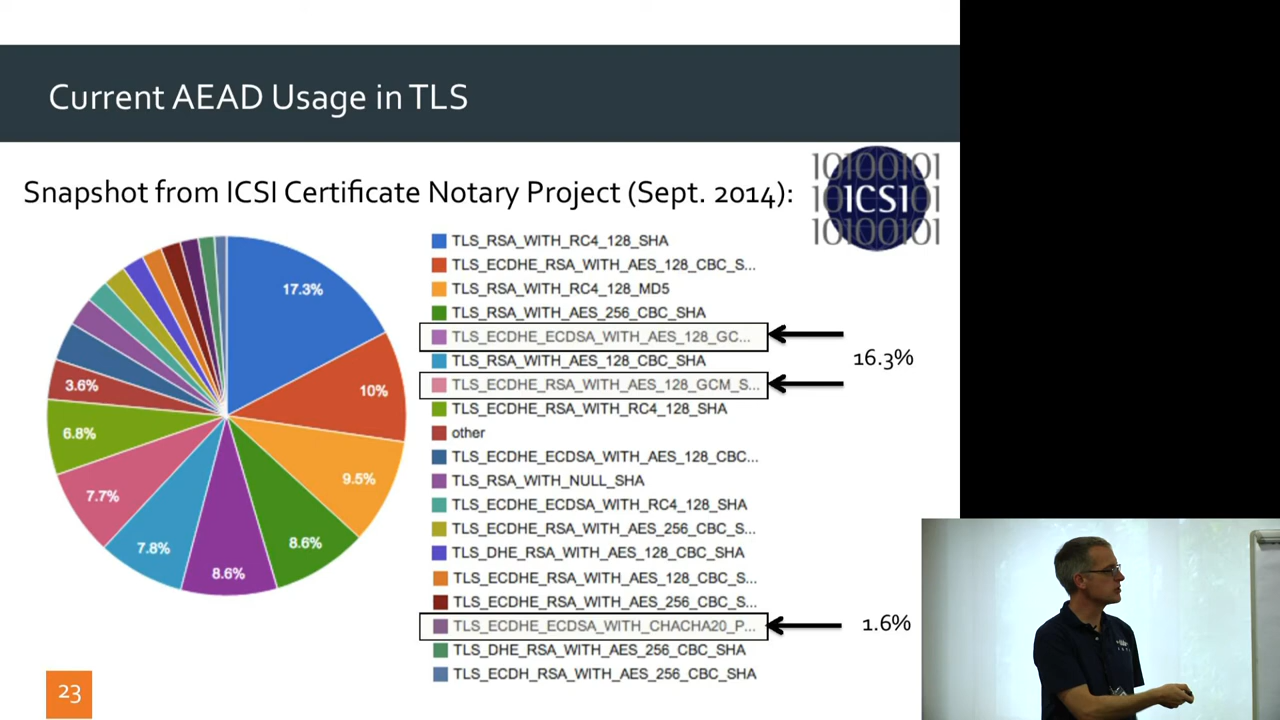 Current AEAD Usage in TLS
Snapshot from ICSI Certificate Notary Project (Sept. 2014):
10100101
ICSI
17.3%
10%
9.5%
8.6%
8.6%
7.8%
7.7%
6.8%
3.6%
TLS_RSA_WITH_RC4_128_SHA
TLS_ECDHE_RSA_WITH_AES_128_CBC_S...
TLS_RSA_WITH_RC4_128_MD5
TLS_RSA_WITH_AES_256_CBC_SHA
TLS_ECDHE_ECDSA_WITH_AES_128_GC...
TLS_RSA_WITH_AES_128_CBC_SHA
TLS_ECDHE_RSA_WITH_AES_128_GCM_S...
TLS_ECDHE_RSA_WITH_RC4_128_SHA
other
TLS_ECDHE_ECDSA_WITH_AES_128_CBC...
TLS_RSA_WITH_NULL_SHA
TLS_ECDHE_ECDSA_WITH_RC4_128_SHA
TLS_ECDHE_RSA_WITH_AES_256_CBC_S...
TLS_DHE_RSA_WITH_AES_128_CBC_SHA
TLS_ECDHE_RSA_WITH_AES_128_CBC_S...
TLS_ECDHE_RSA_WITH_AES_256_CBC_S...
TLS_ECDHE_ECDSA_WITH_CHACHA20_P...
TLS_DHE_RSA_WITH_AES_256_CBC_SHA
TLS_ECDH_RSA_WITH_AES_256_CBC_SHA
16.3%
1.6%
23